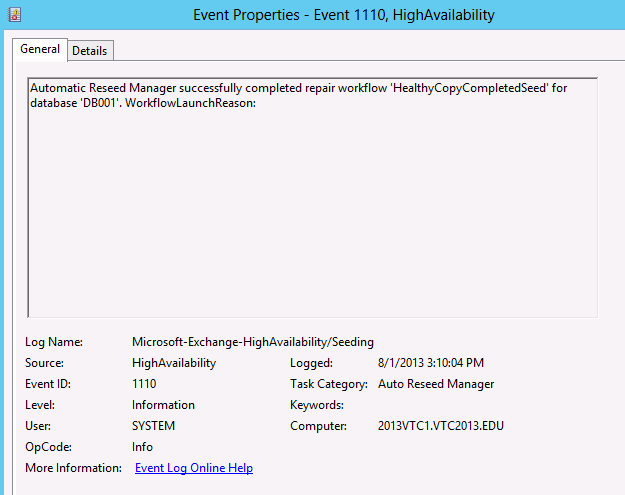 Event Properties - Event 1110, HighAvailability
General Details
Automatic Reseed Manager successfully completed repair workflow 'HealthyCopyCompletedSeed' for
database 'DB001'. WorkflowLaunchReason:
Log Name: Microsoft-Exchange-HighAvailability/Seeding
Source: HighAvailability Logged: 8/1/2013 3:10:04 PM
Event ID: 1110 Task Category: Auto Reseed Manager
Level: Information Keywords:
User: SYSTEM Computer: 2013VTC1.VTC2013.EDU
OpCode: Info
More Information: Event Log Online Help